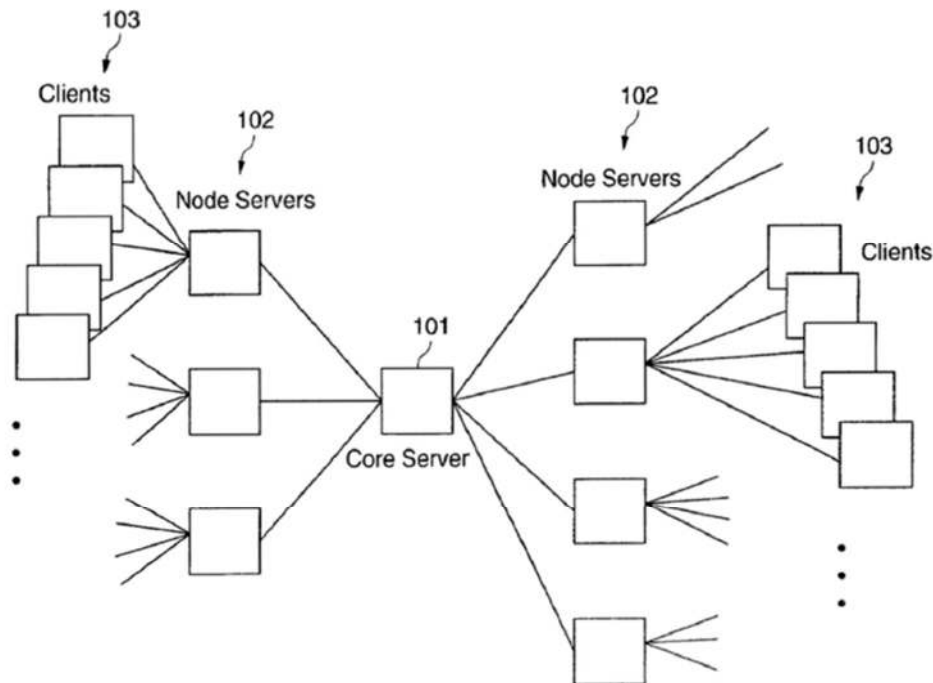 103
Clients
102
Node Servers
102
Node Servers
103
Clients
101
Core Server